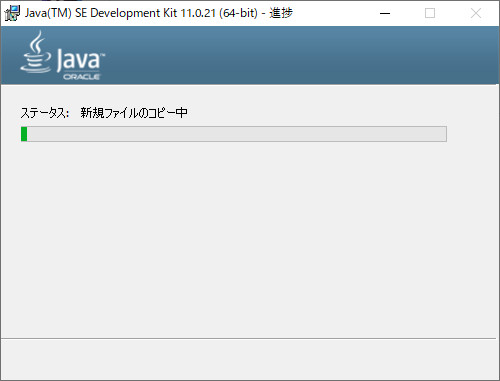 Java(TM) SE Development Kit 11.0.21 (64-bit) - 進捗
Java™
ORACLE
ステータス: 新規ファイルのコピー中